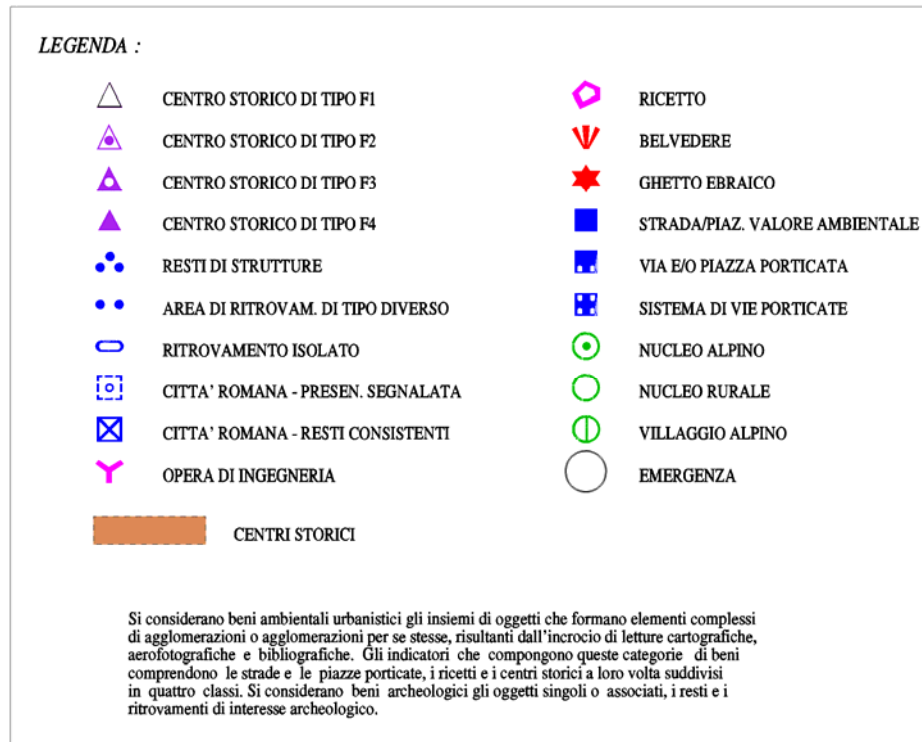 LEGENDA :
CENTRO STORICO DI TIPO F1
CENTRO STORICO DI TIPO F2
CENTRO STORICO DI TIPO F3
CENTRO STORICO DI TIPO F4
RESTI DI STRUTTURE
AREA DI RITROVAM. DI TIPO DIVERSO
RITROVAMENTO ISOLATO
CITTA' ROMANA - PRESEN. SEGNALATA
CITTA' ROMANA - RESTI CONSISTENTI
OPERA DI INGEGNERIA
RICETTO
BELVEDERE
GHETTO EBRAICO
STRADA/PIAZ. VALORE AMBIENTALE
VIA E/O PIAZZA PORTICATA
SISTEMA DI VIE PORTICATE
NUCLEO ALPINO
NUCLEO RURALE
VILLAGGIO ALPINO
EMERGENZA
CENTRI STORICI
Si considerano beni ambientali urbanistici gli insiemi di oggetti che formano elementi complessi
di agglomerazioni o agglomerazioni per se stesse, risultanti dall'incrocio di letture cartografiche,
aerofotografiche e bibliografiche. Gli indicatori che compongono queste categorie di beni
comprendono le strade e le piazze porticate, i ricetti e i centri storici a loro volta suddivisi
in quattro classi. Si considerano beni archeologici gli oggetti singoli o associati, i resti e i
ritrovamenti di interesse archeologico.